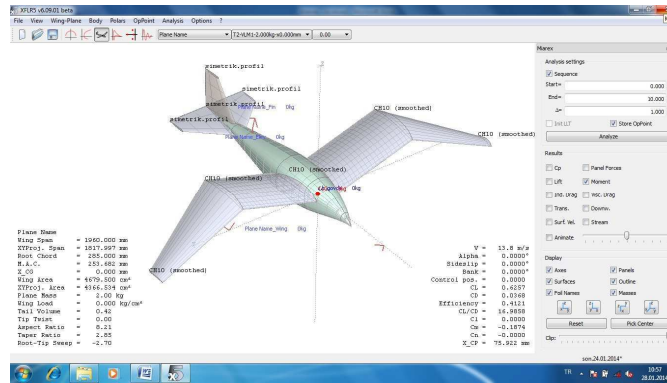 XFLR5 v6.09.01 beta
File View Wing-Plane Body Polars OpPoint Analysis Options ?
Plane Name T2-VLM1-2.000kg-x0.000mm 0.00
Miarex
Analysis settings
Sequence
Start= 0.000
End= 10.000
Δ= 1.000
Init LLT Store OpPoint
Analyze
Results
Cp Panel Forces
Lift Moment
Ind. Drag Visc. Drag
Trans. Downw.
Surf. Vel. Stream
Animate
Display
Axes Panels
Surfaces Outline
Foil Names Masses
Reset Pick Center
Clip:
simetrik.profil
simetrik.profil
simetrik.profil
Plane Name_Fin 0kg
simetrik.profil
0kg
CH10 (smoothed)
CH10 (smoothed)
CH10 (smoothed)
CH10 (smoothed)
0kg
Plane Name_Wing 0kg
CH10 (smoothed)
Plane Name
Wing Span = 1960.000 mm
XYProj. Span = 1817.997 mm
Root Chord = 285.000 mm
M.A.C. = 253.682 mm
X_CG = 0.000 mm
Wing Area = 4679.500 cm²
XYProj. Area = 4366.534 cm²
Plane Mass = 2.00 kg
Wing Load = 0.000 kg/cm²
Tail Volume = 0.42
Tip Twist = 0.00
Aspect Ratio = 8.21
Taper Ratio = 2.85
Root-Tip Sweep = -2.70
V = 13.8 m/s
Alpha = 0.0000°
Sideslip = 0.0000°
Bank = 0.0000°
Control pos. = 0.0000
CL = 0.6257
CD = 0.0368
Efficiency = 0.4121
CL/CD = 16.9858
Cl = 0.0000
Cm = -0.1874
Cn = -0.0000
X_CP = 75.922 mm
son.24.01.2014*
TR
10:57
28.01.2014